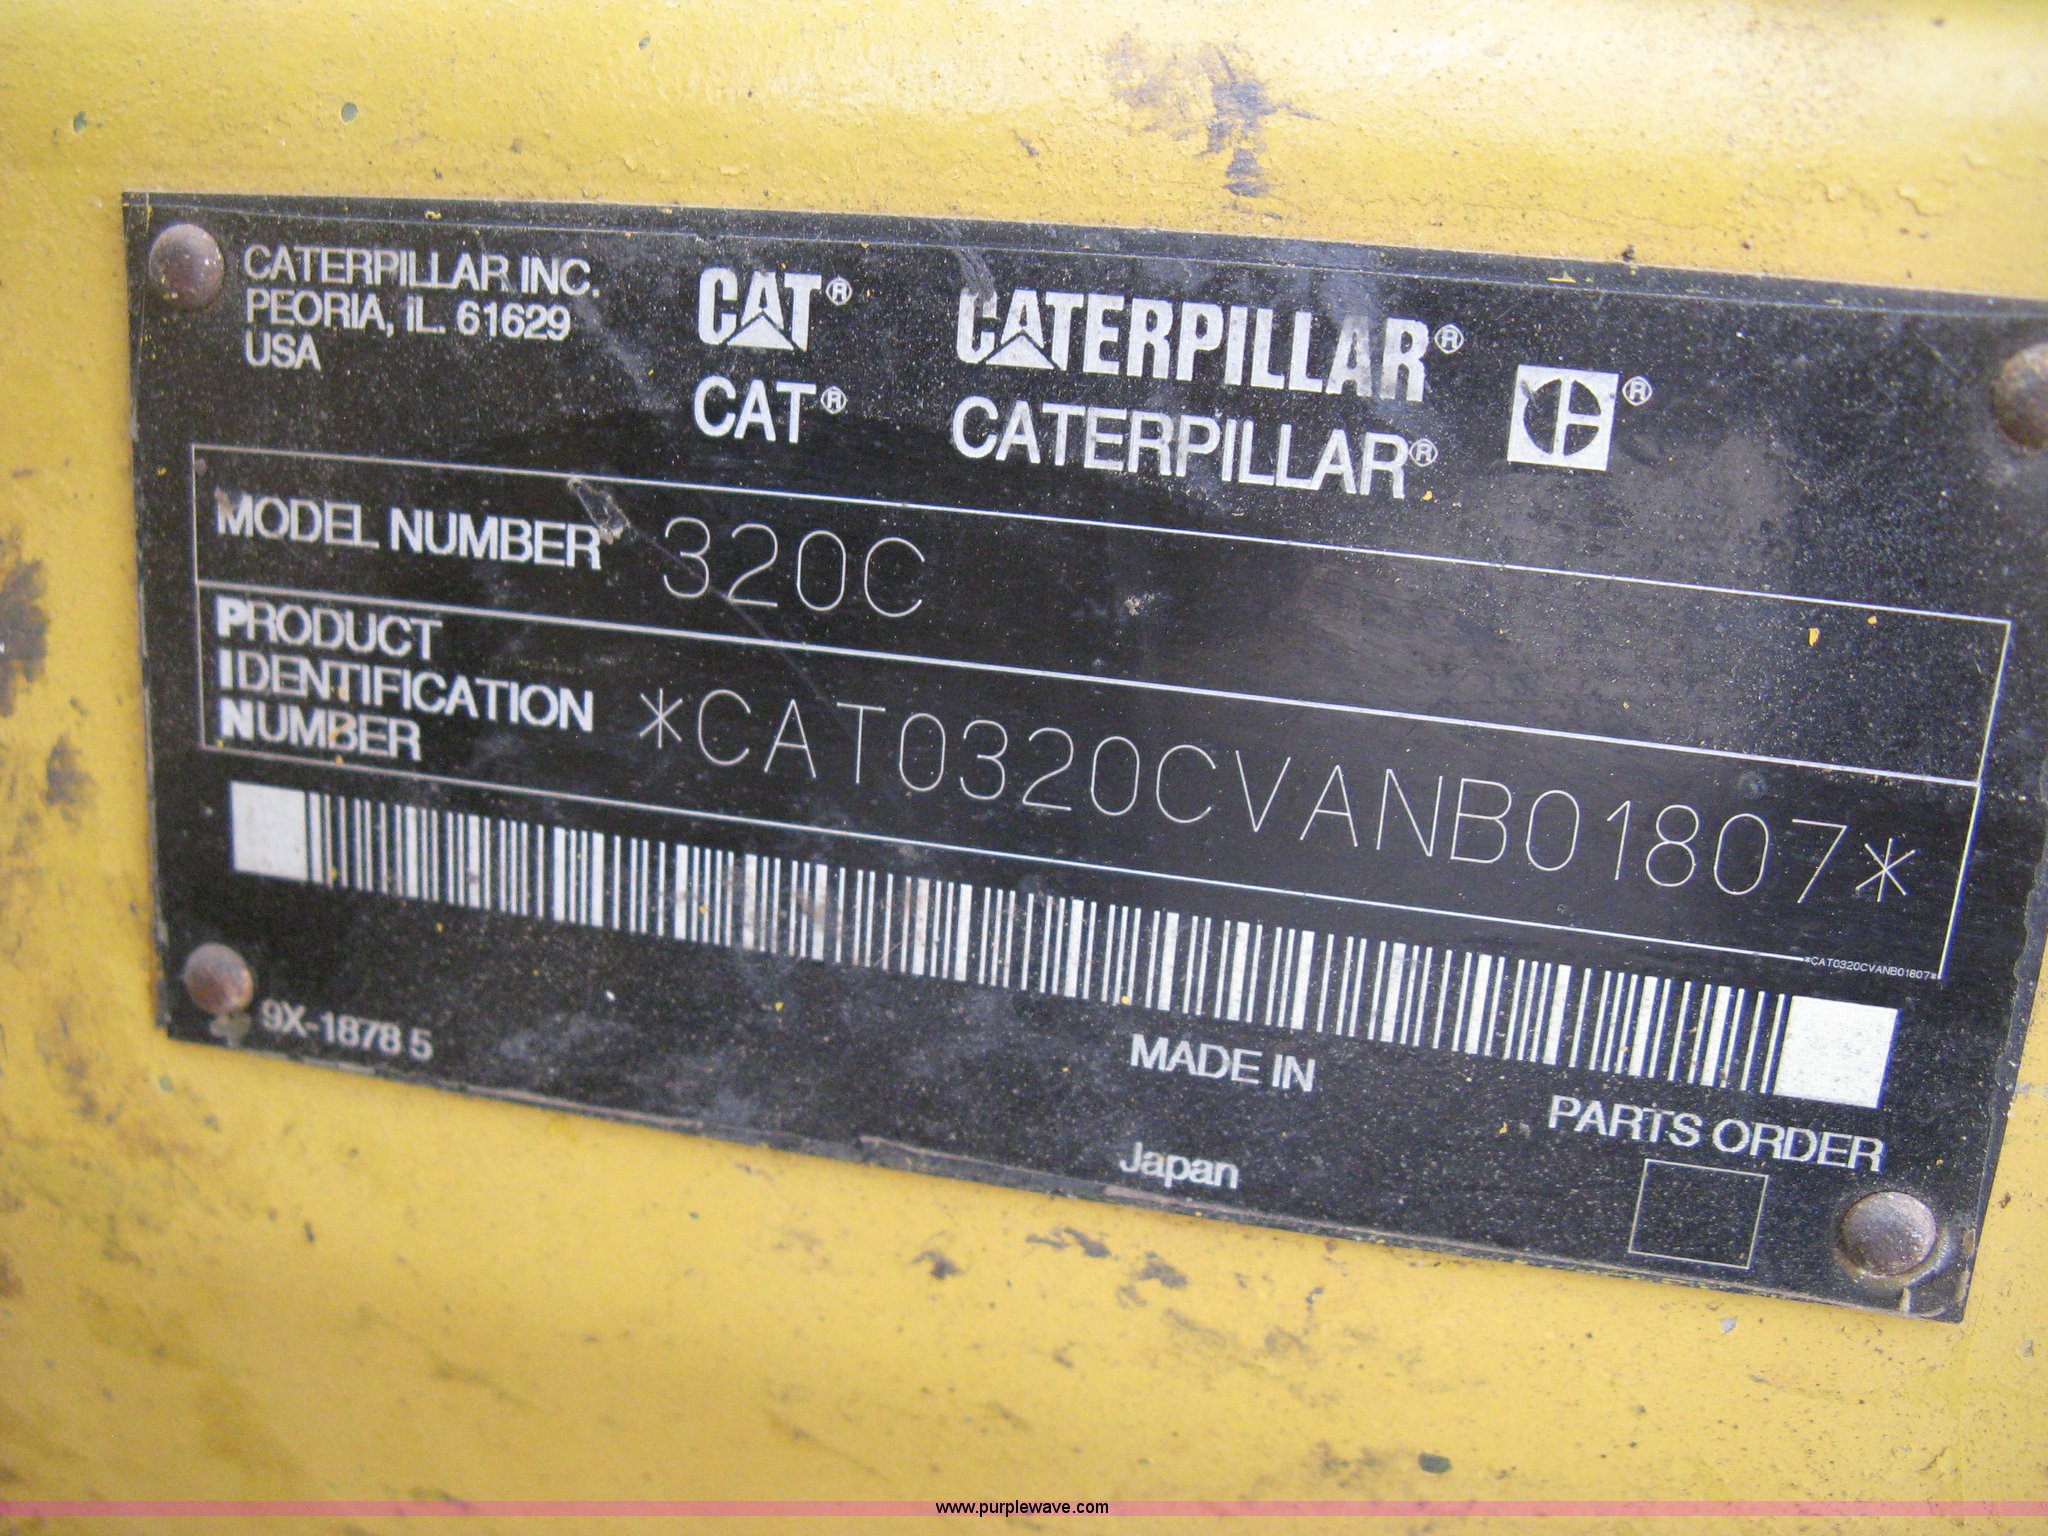 CATERPILLAR INC.
PEORIA, IL. 61629
USA
CAT®
CATERPILLAR®
CAT®
CATERPILLAR®
MODEL NUMBER 320C
PRODUCT
IDENTIFICATION
NUMBER
*CAT0320CVANB01807*
*CAT0320CVANB01807*
9X-1878 5
MADE IN
Japan
PARTS ORDER
www.purplewave.com